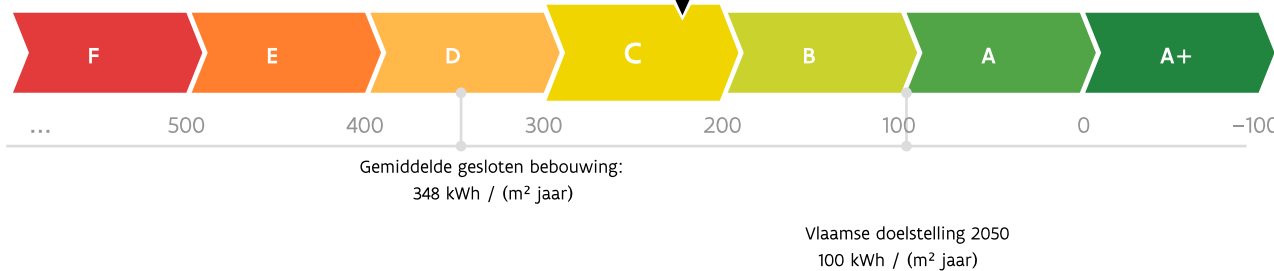 F E D C B A A+
... 500 400 300 200 100 0 −100
Gemiddelde gesloten bebouwing:
348 kWh / (m² jaar)
Vlaamse doelstelling 2050
100 kWh / (m² jaar)